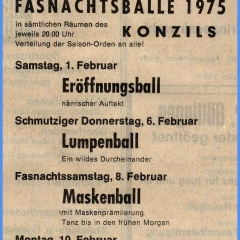 FASNACHTSBÄLLE 1975
in sämtlichen Räumen des
jeweils 20.00 Uhr
KONZILS
Verteilung der Saison-Orden an alle!
Samstag, 1. Februar
Eröffnungsball
närrischer Auftakt
Schmutziger Donnerstag, 6. Februar
Lumpenball
Ein wildes Durcheinander
Fasnachtssamstag, 8. Februar
Maskenball
mit Maskenprämiierung
Tanz bis in den frühen Morgen
Montag, 10. Februar